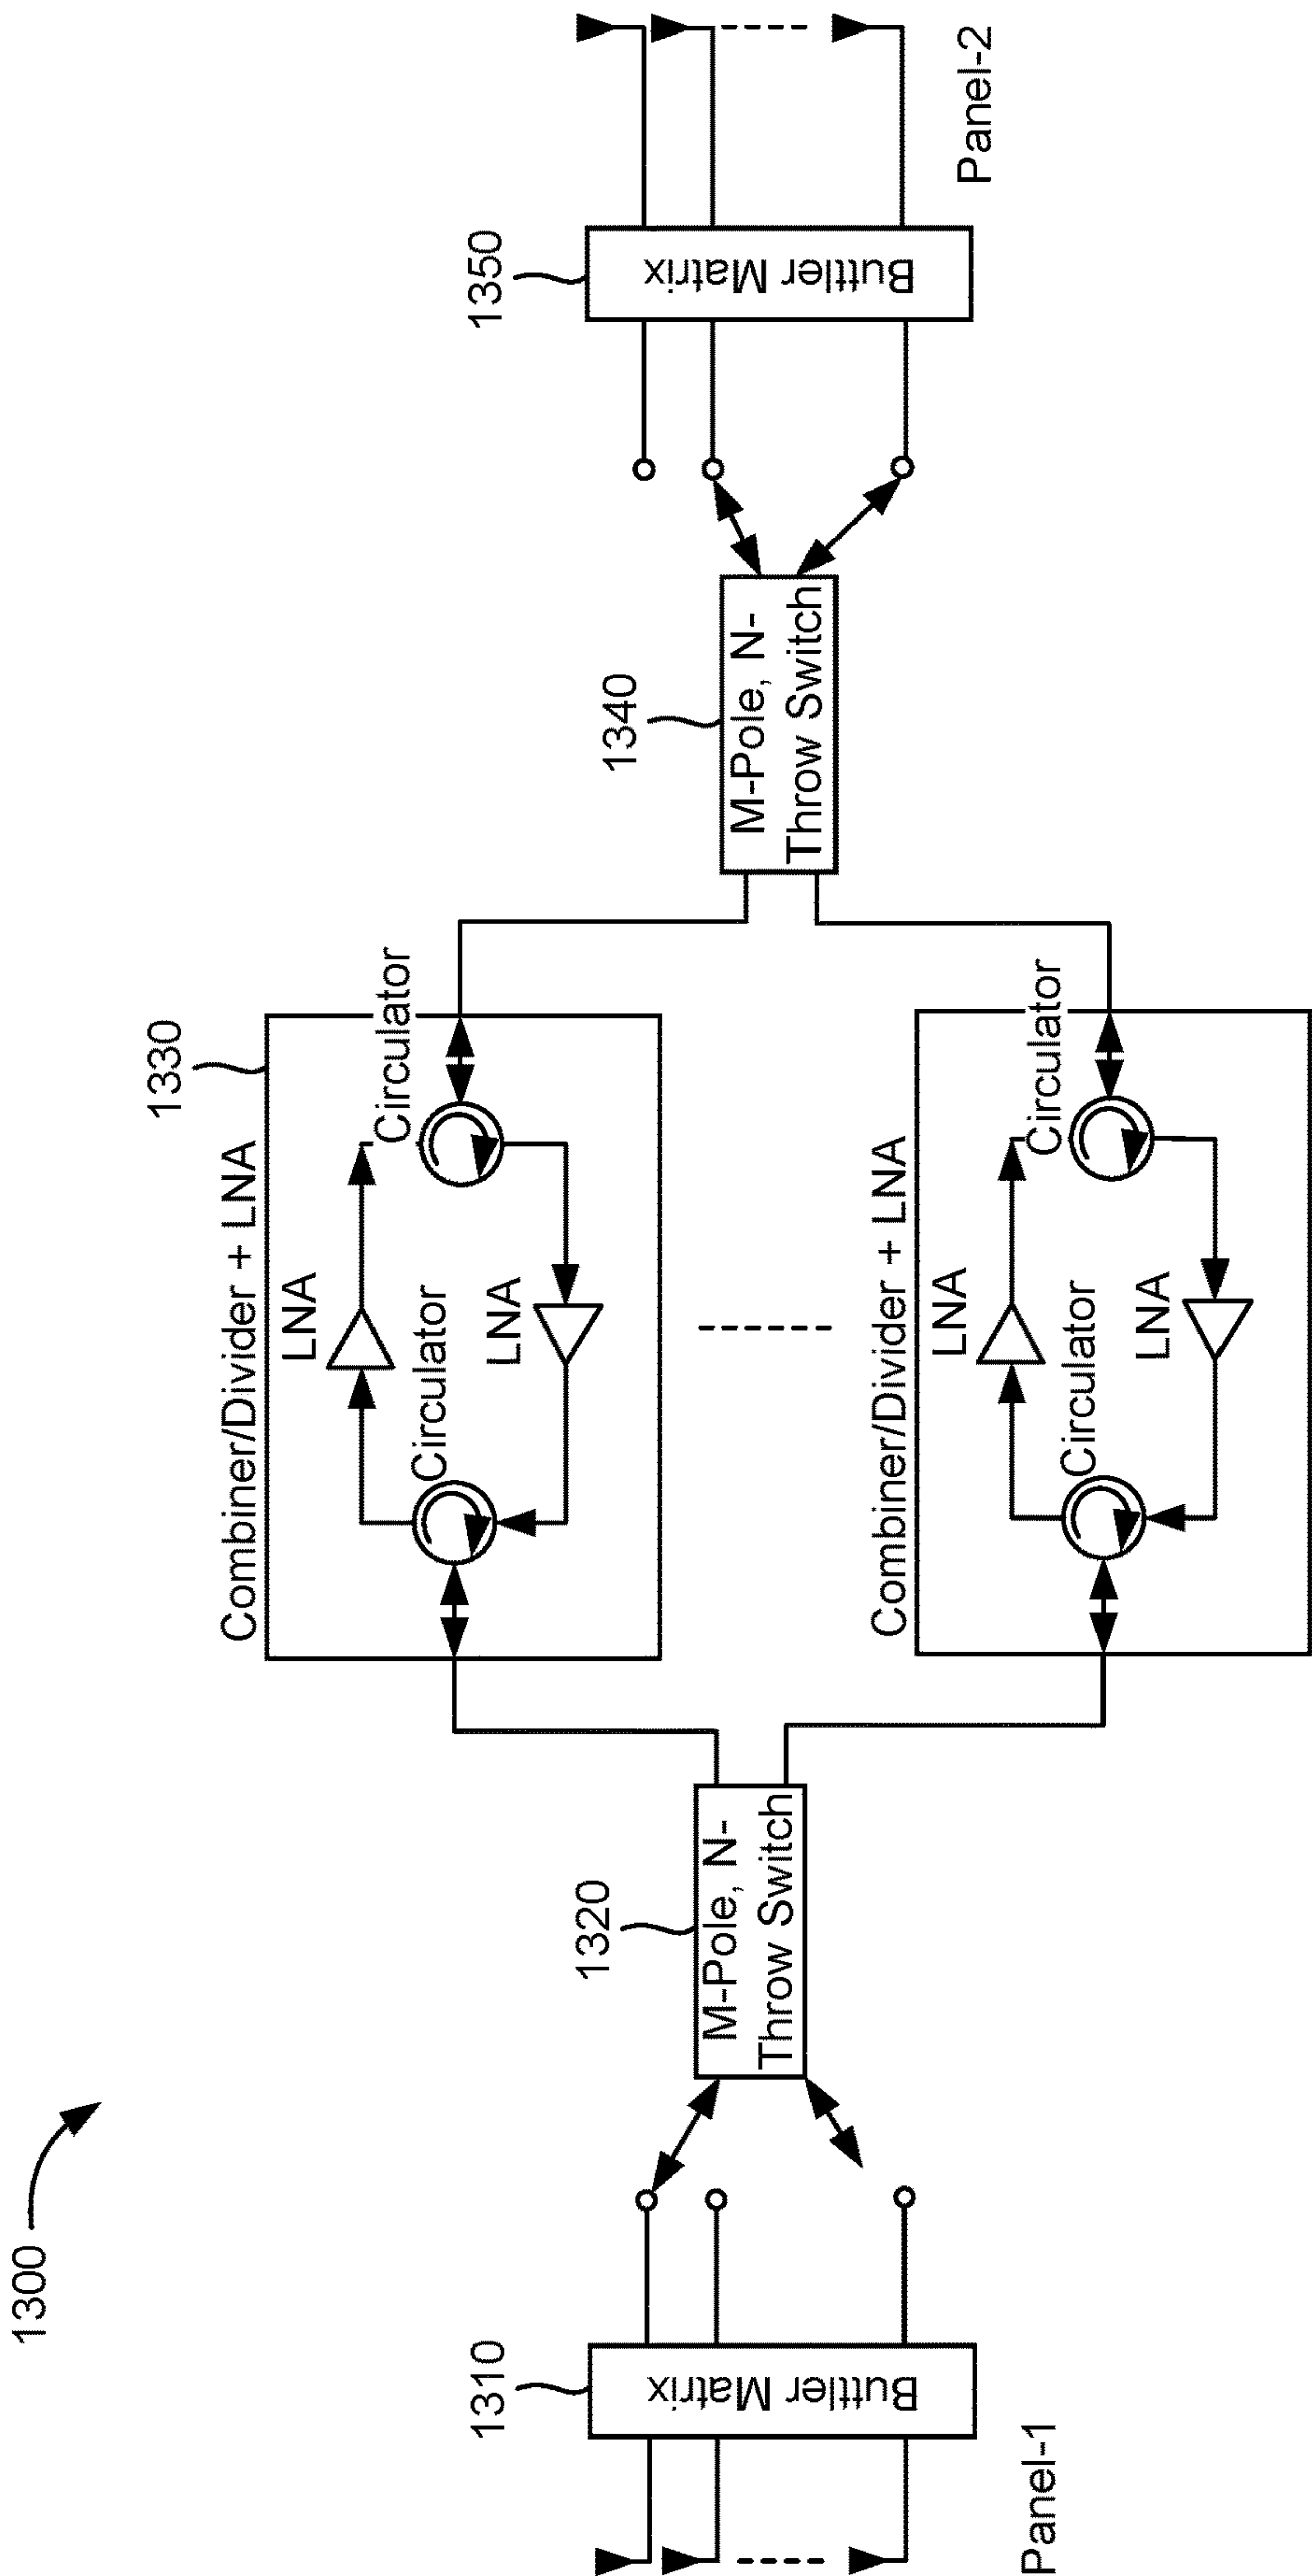 1300
1330
Combiner/Divider + LNA
LNA
Circulator
Circulator
LNA
1310
Buttler Matrix
Panel-1
1320
M-Pole, N-
Throw Switch
1340
M-Pole, N-
Throw Switch
1350
Buttler Matrix
Panel-2
Combiner/Divider + LNA
LNA
Circulator
Circulator
LNA